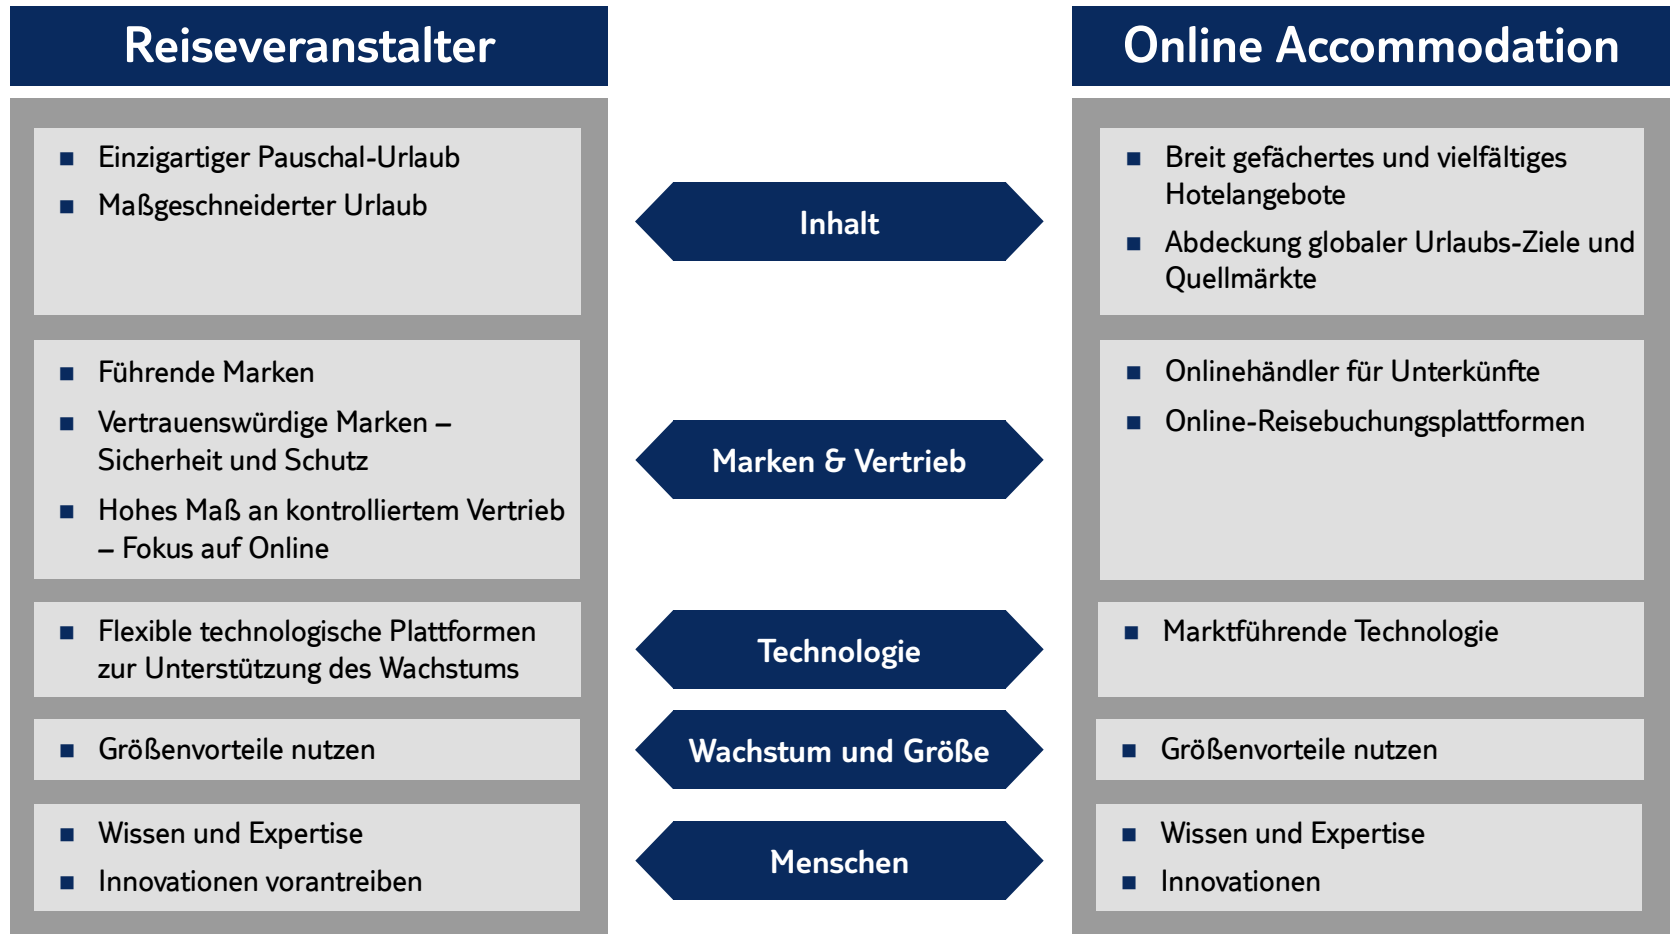 Reiseveranstalter
Einzigartiger Pauschal-Urlaub
Maßgeschneiderter Urlaub
Führende Marken
Vertrauenswürdige Marken –
Sicherheit und Schutz
Hohes Maß an kontrolliertem Vertrieb
– Fokus auf Online
Flexible technologische Plattformen
zur Unterstützung des Wachstums
Größenvorteile nutzen
Wissen und Expertise
Innovationen vorantreiben
Inhalt
Marken & Vertrieb
Technologie
Wachstum und Größe
Menschen
Online Accommodation
Breit gefächertes und vielfältiges
Hotelangebote
Abdeckung globaler Urlaubs-Ziele und
Quellmärkte
Onlinehändler für Unterkünfte
Online-Reisebuchungsplattformen
Marktführende Technologie
Größenvorteile nutzen
Wissen und Expertise
Innovationen